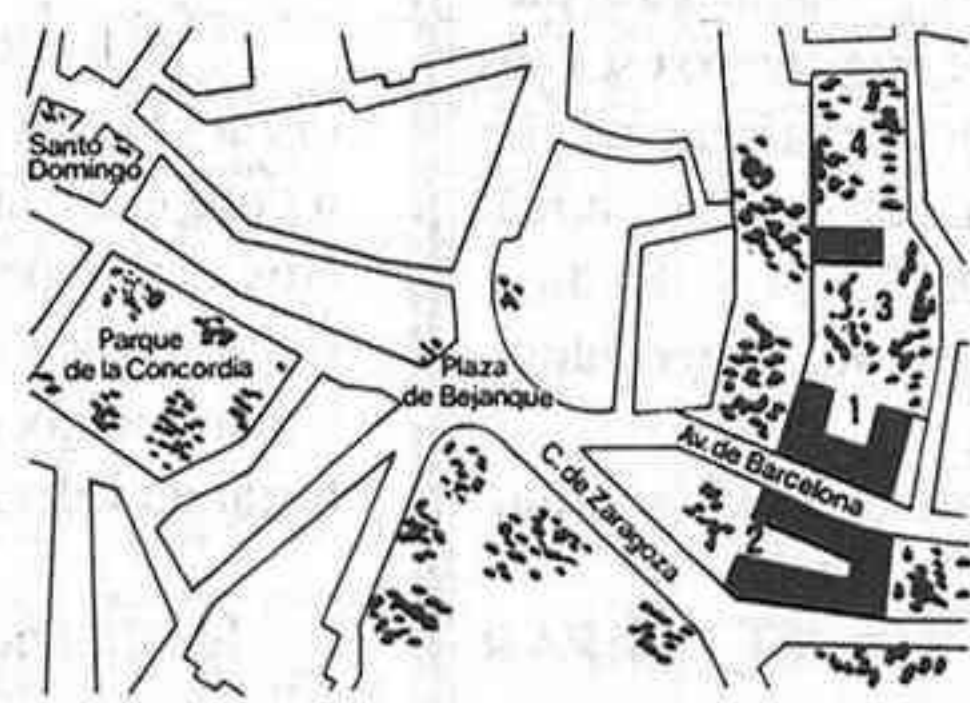 Santo
Domingo
Parque
de la Concordia
Plaza
de Bejanque
C. de Zaragoza
Av. de Barcelona
4
3
1
2